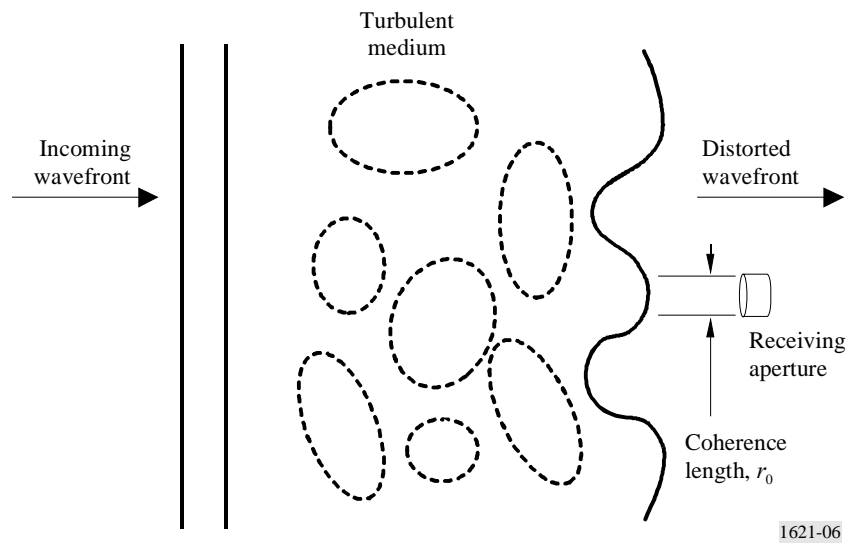 Turbulent
medium
Incoming
wavefront
Distorted
wavefront
Receiving
aperture
Coherence
length, r₀
1621-06